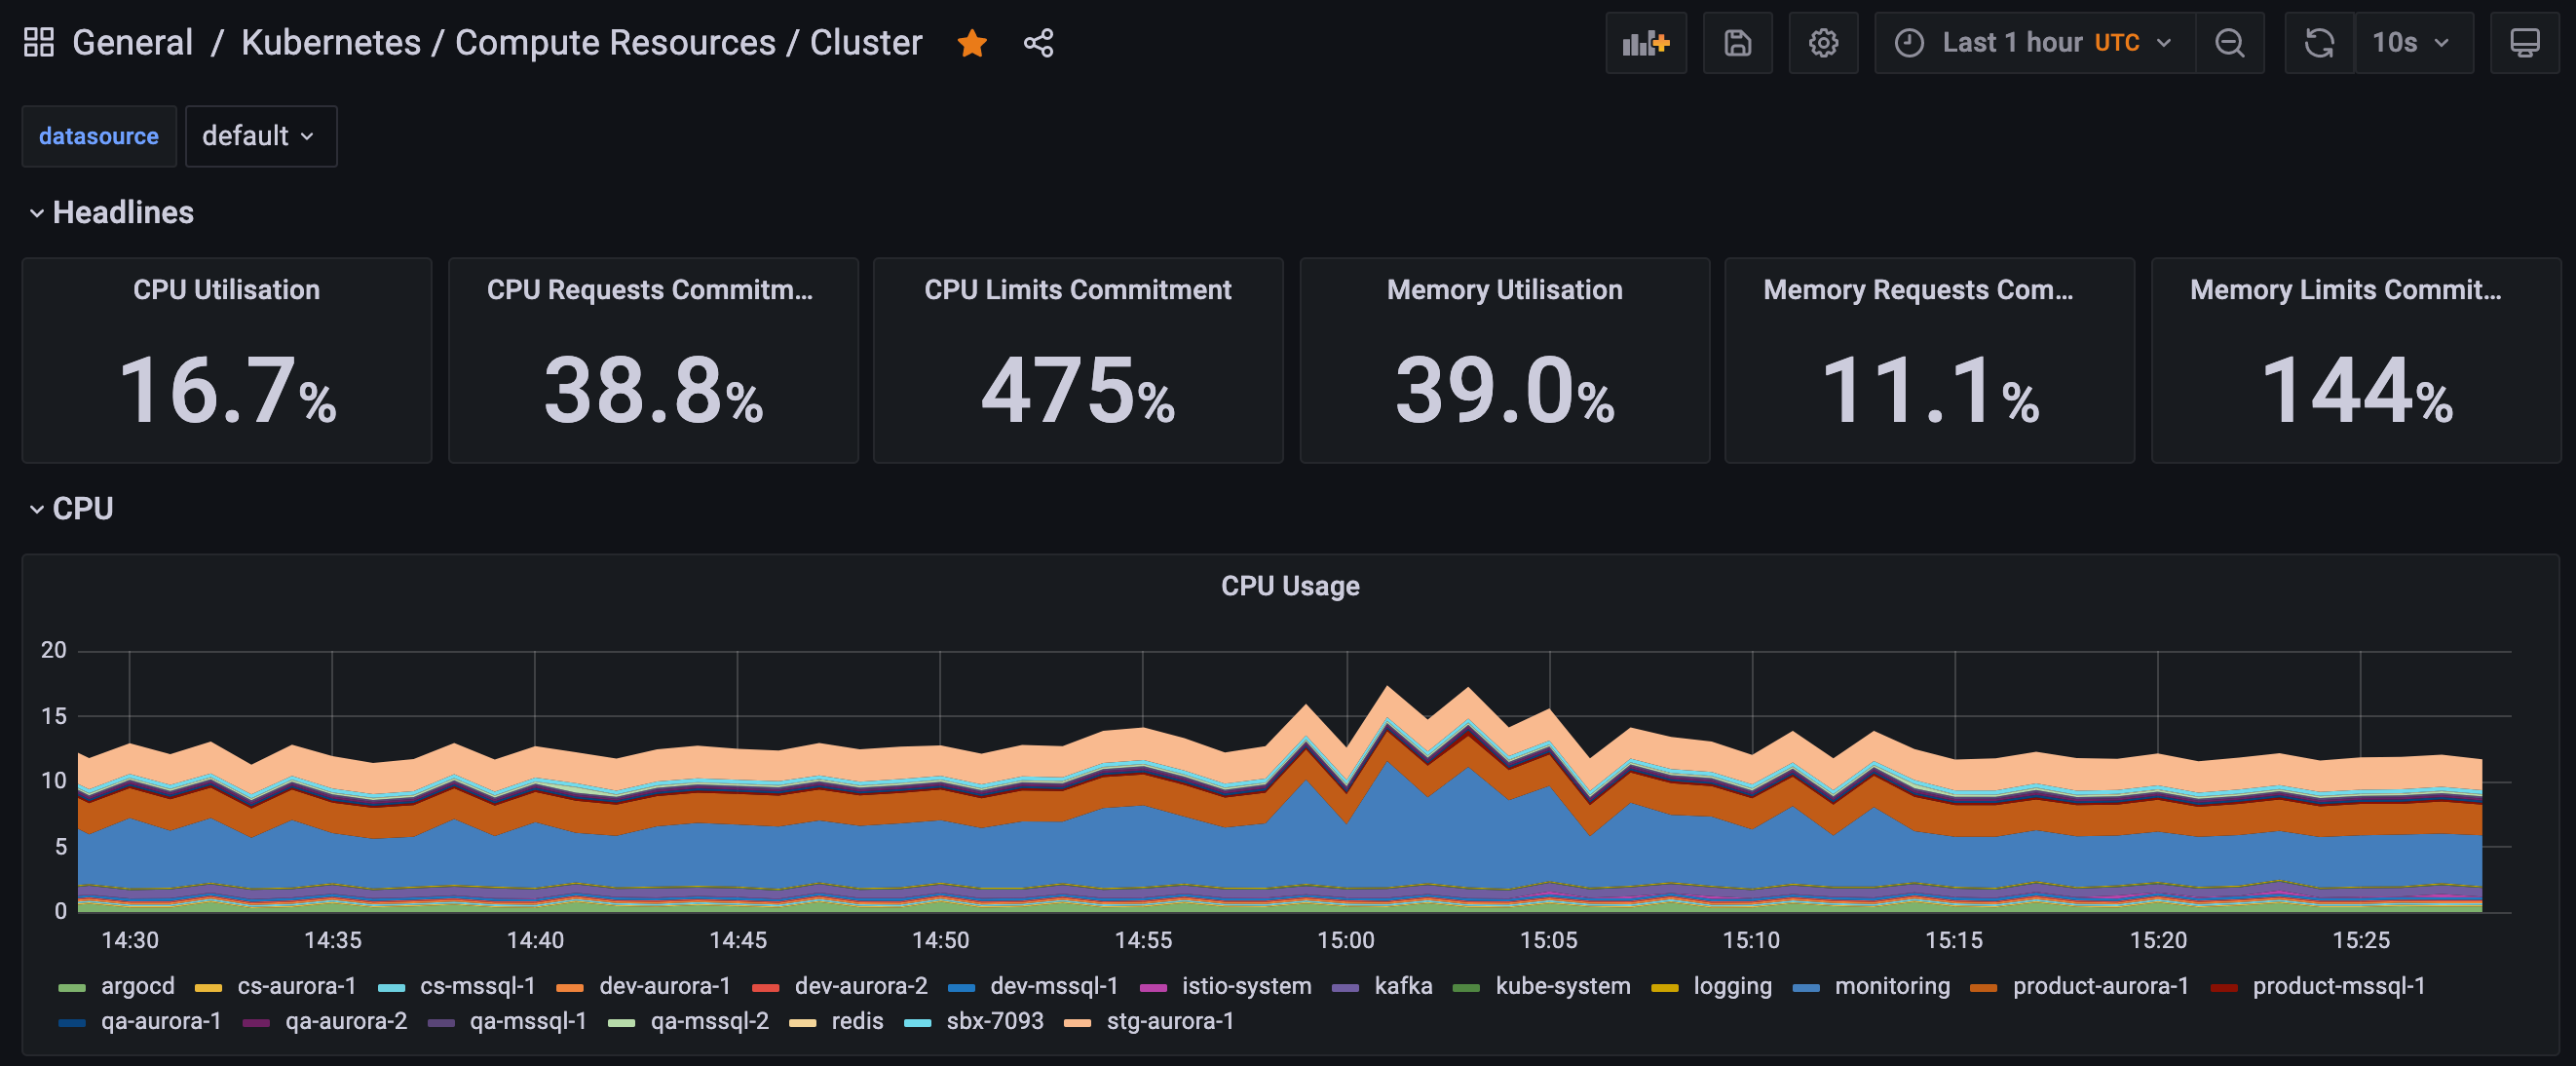 General / Kubernetes / Compute Resources / Cluster Last 1 hour UTC 10s
datasource default
Headlines
CPU Utilisation CPU Requests Commitm... CPU Limits Commitment Memory Utilisation Memory Requests Com... Memory Limits Commit...
16.7% 38.8% 475% 39.0% 11.1% 144%
CPU
CPU Usage
20
15
10
5
0
14:30 14:35 14:40 14:45 14:50 14:55 15:00 15:05 15:10 15:15 15:20 15:25
argocd cs-aurora-1 cs-mssql-1 dev-aurora-1 dev-aurora-2 dev-mssql-1 istio-system kafka kube-system logging monitoring product-aurora-1 product-mssql-1
qa-aurora-1 qa-aurora-2 qa-mssql-1 qa-mssql-2 redis sbx-7093 stg-aurora-1